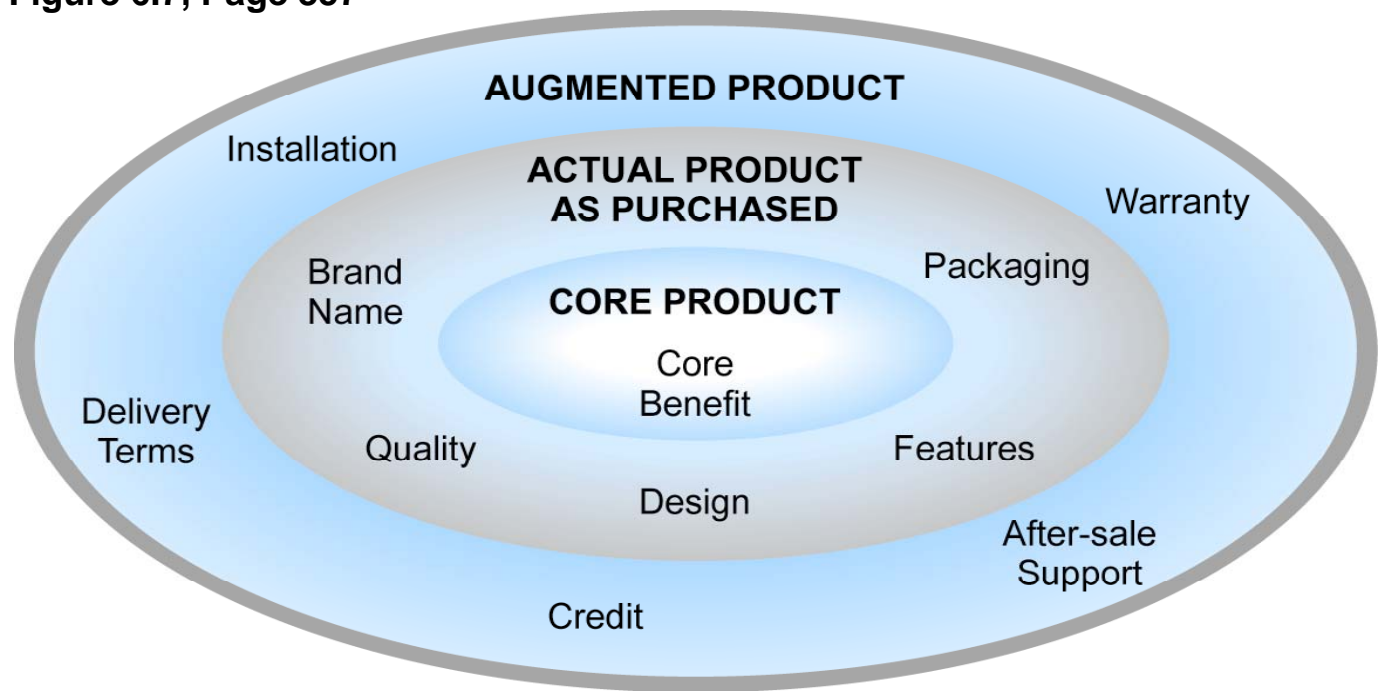 AUGMENTED PRODUCT
Installation
ACTUAL PRODUCT
AS PURCHASED
Warranty
Brand
Name
Packaging
CORE PRODUCT
Core
Benefit
Delivery
Terms
Quality
Features
Design
After-sale
Support
Credit